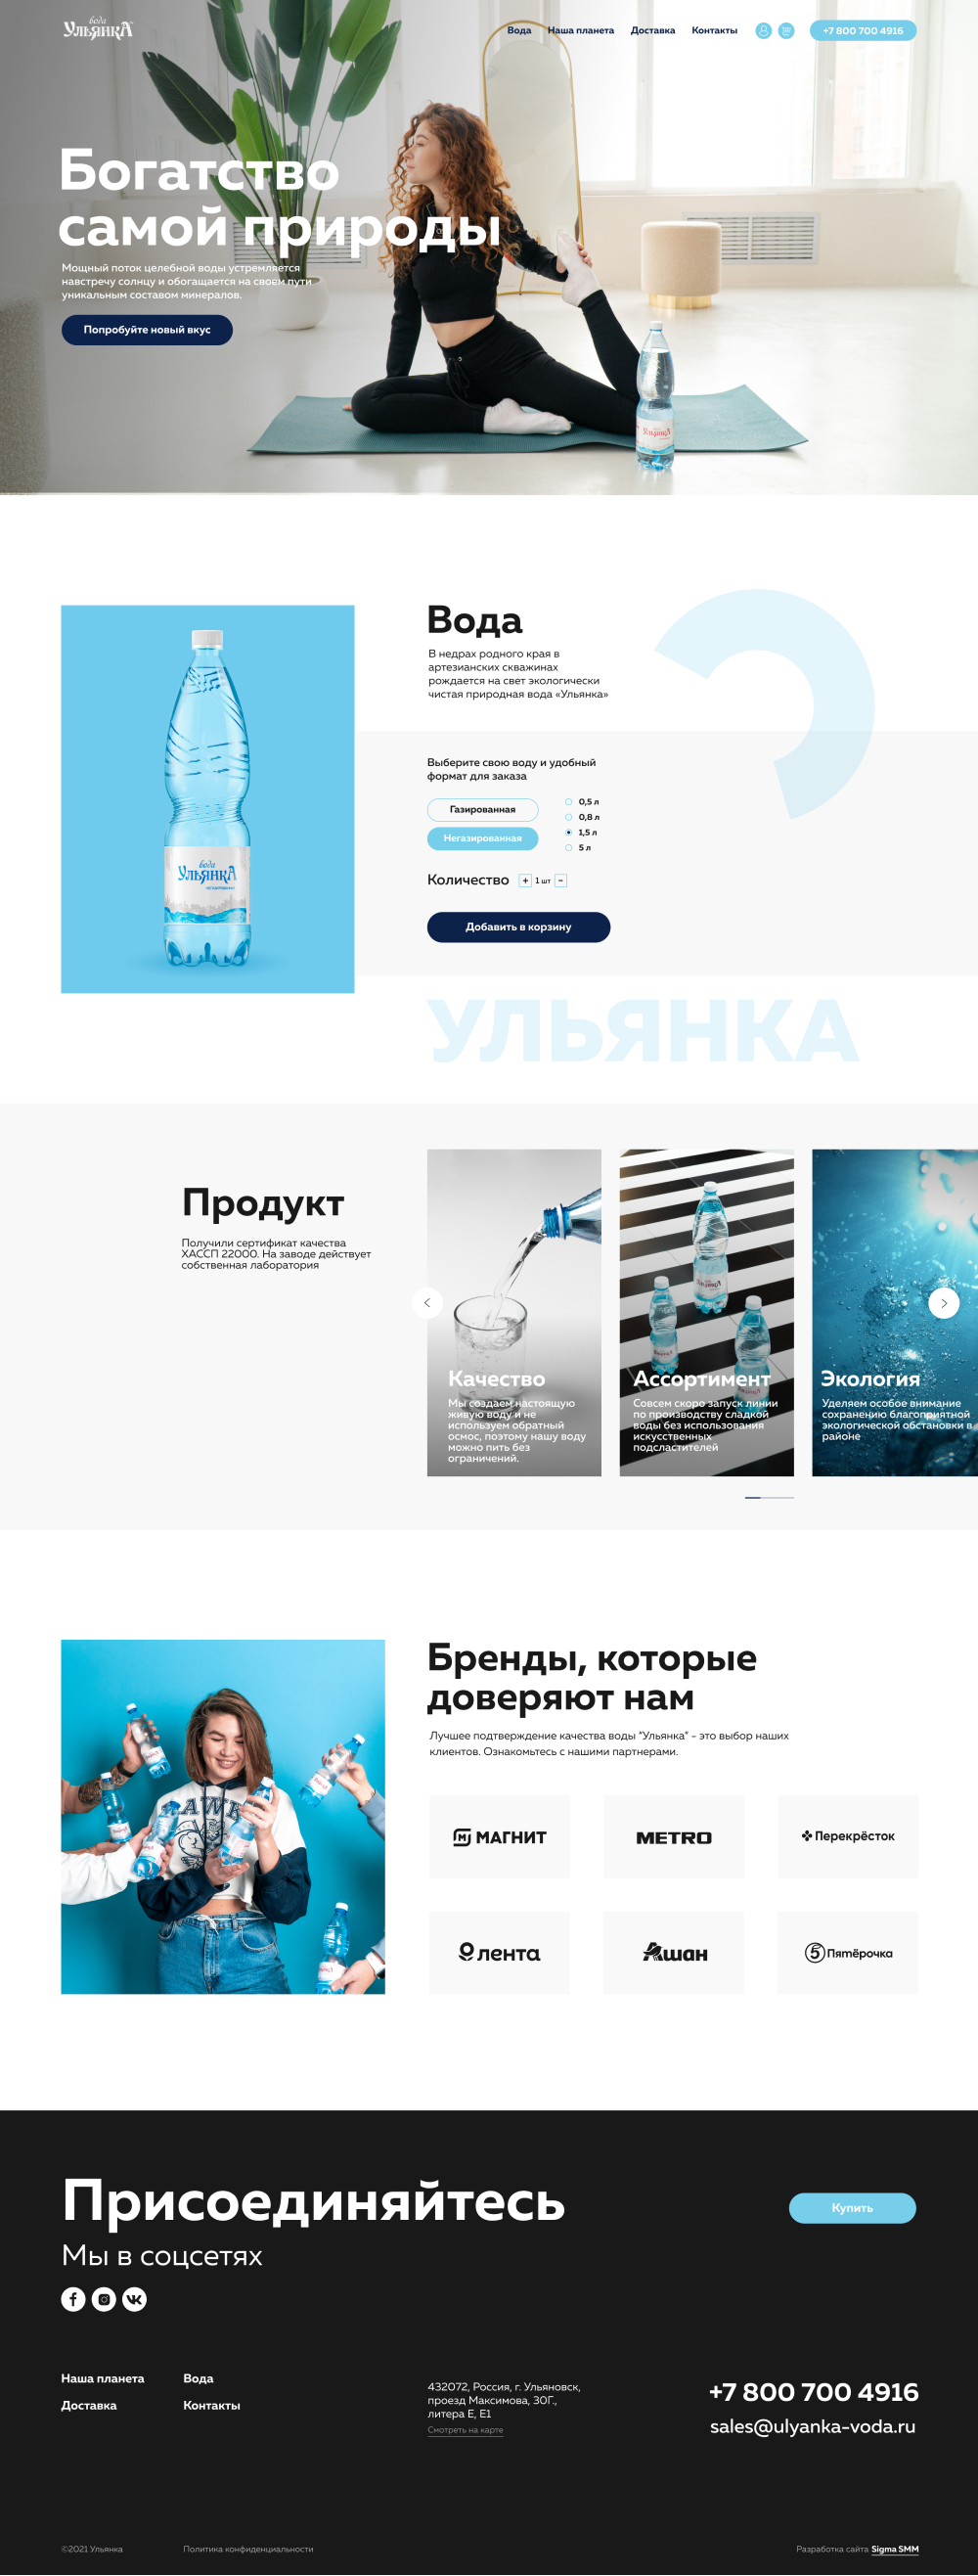 вода
УльянкА
Вода Наша планета Доставка Контакты +7 800 700 4916
Богатство
самой природы
Мощный поток целебной воды устремляется
навстречу солнцу и обогащается на своем пути
уникальным составом минералов.
Попробуйте новый вкус
УльянкА
Вода
В недрах родного края в
артезианских скважинах
рождается на свет экологически
чистая природная вода «Ульянка»
вода
УльянкА
Выберите свою воду и удобный
формат для заказа
Газированная
Негазированная
0,5 л
0,8 л
1,5 л
5 л
Количество + 1 шт -
Добавить в корзину
УЛЬЯНКА
Продукт
Получили сертификат качества
ХАССП 22000. На заводе действует
собственная лаборатория
Качество
Мы создаем настоящую
живую воду и не
используем обратный
осмос, поэтому нашу воду
можно пить без
ограничений.
Ассортимент
Совсем скоро запуск линии
по производству сладкой
воды без использования
искусственных
подсластителей
Экология
Уделяем особое внимание
сохранению благоприятной
экологической обстановки в
районе
Бренды, которые
доверяют нам
Лучшее подтверждение качества воды "Ульянка" - это выбор наших
клиентов. Ознакомьтесь с нашими партнерами.
М МАГНИТ
METRO
Перекрёсток
лента
Ашан
5 Пятёрочка
Присоединяйтесь
Купить
Мы в соцсетях
Наша планета Вода
Доставка Контакты
432072, Россия, г. Ульяновск,
проезд Максимова, 30Г.,
литера Е, Е1
Смотреть на карте
+7 800 700 4916
sales@ulyanka-voda.ru
©2021 Ульянка Политика конфиденциальности Разработка сайта Sigma SMM